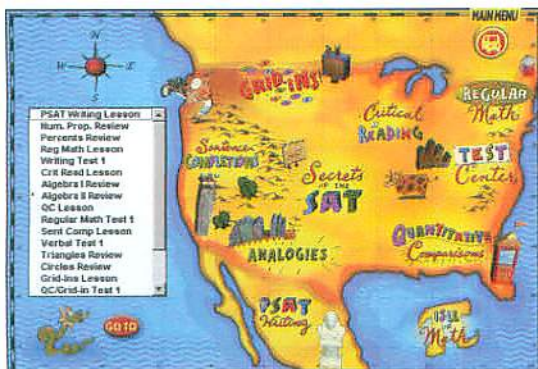 MAIN MENU
N
W E
S
GRID-INS
REGULAR
Math
Critical
READING
PSAT Writing Lesson
Num. Prop. Review
Percents Review
Reg Math Lesson
Writing Test 1
Crit Read Lesson
Algebra I Review
Algebra II Review
QC Lesson
Regular Math Test 1
Sent Comp Lesson
Verbal Test 1
Triangles Review
Circles Review
Grid-Ins Lesson
QC/Grid-in Test 1
Sentence
COMPLETIONS
TEST
Center
Secrets
OF THE
SAT
QUANTITATIVE
Comparisons
ANALOGIES
PSAT
Writing
ISLE
of
Math
GO TO